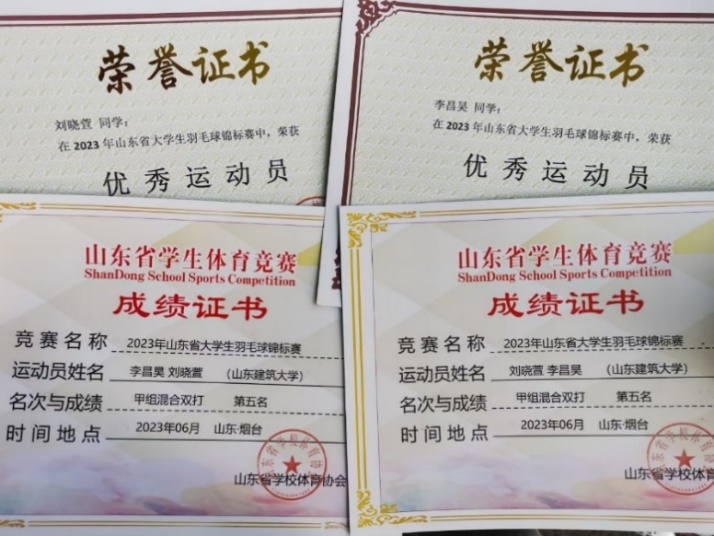 荣誉证书
刘晓萱 同学:
在 2023 年山东省大学生羽毛球锦标赛中,荣获
优秀运动员
荣誉证书
李昌昊 同学:
在 2023 年山东省大学生羽毛球锦标赛中,荣获
优秀运动员
山东省学生体育竞赛
ShanDong School Sports Competition
成绩证书
竞赛名称 2023年山东省大学生羽毛球锦标赛
运动员姓名 李昌昊 刘晓萱 (山东建筑大学)
名次与成绩 甲组混合双打 第五名
时间地点 2023年06月 山东·烟台
山东省学校体育协会
山东省学生体育竞赛
ShanDong School Sports Competition
成绩证书
竞赛名称 2023年山东省大学生羽毛球锦标赛
运动员姓名 刘晓萱 李昌昊 (山东建筑大学)
名次与成绩 甲组混合双打 第五名
时间地点 2023年06月 山东·烟台
山东省学校体育